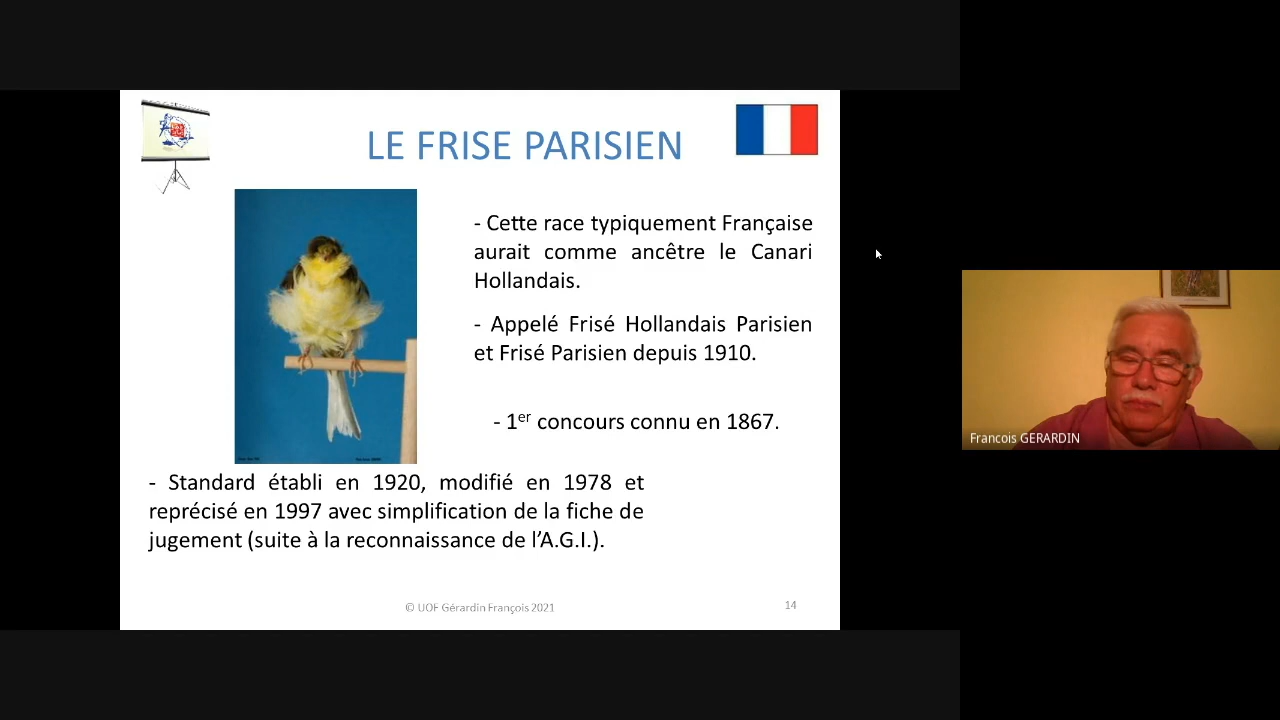 LE FRISE PARISIEN
- Cette race typiquement Française
aurait comme ancêtre le Canari
Hollandais.
- Appelé Frisé Hollandais Parisien
et Frisé Parisien depuis 1910.
- 1er concours connu en 1867.
- Standard établi en 1920, modifié en 1978 et
reprécisé en 1997 avec simplification de la fiche de
jugement (suite à la reconnaissance de l'A.G.I.).
© UOF Gérardin François 2021
14
Francois GERARDIN